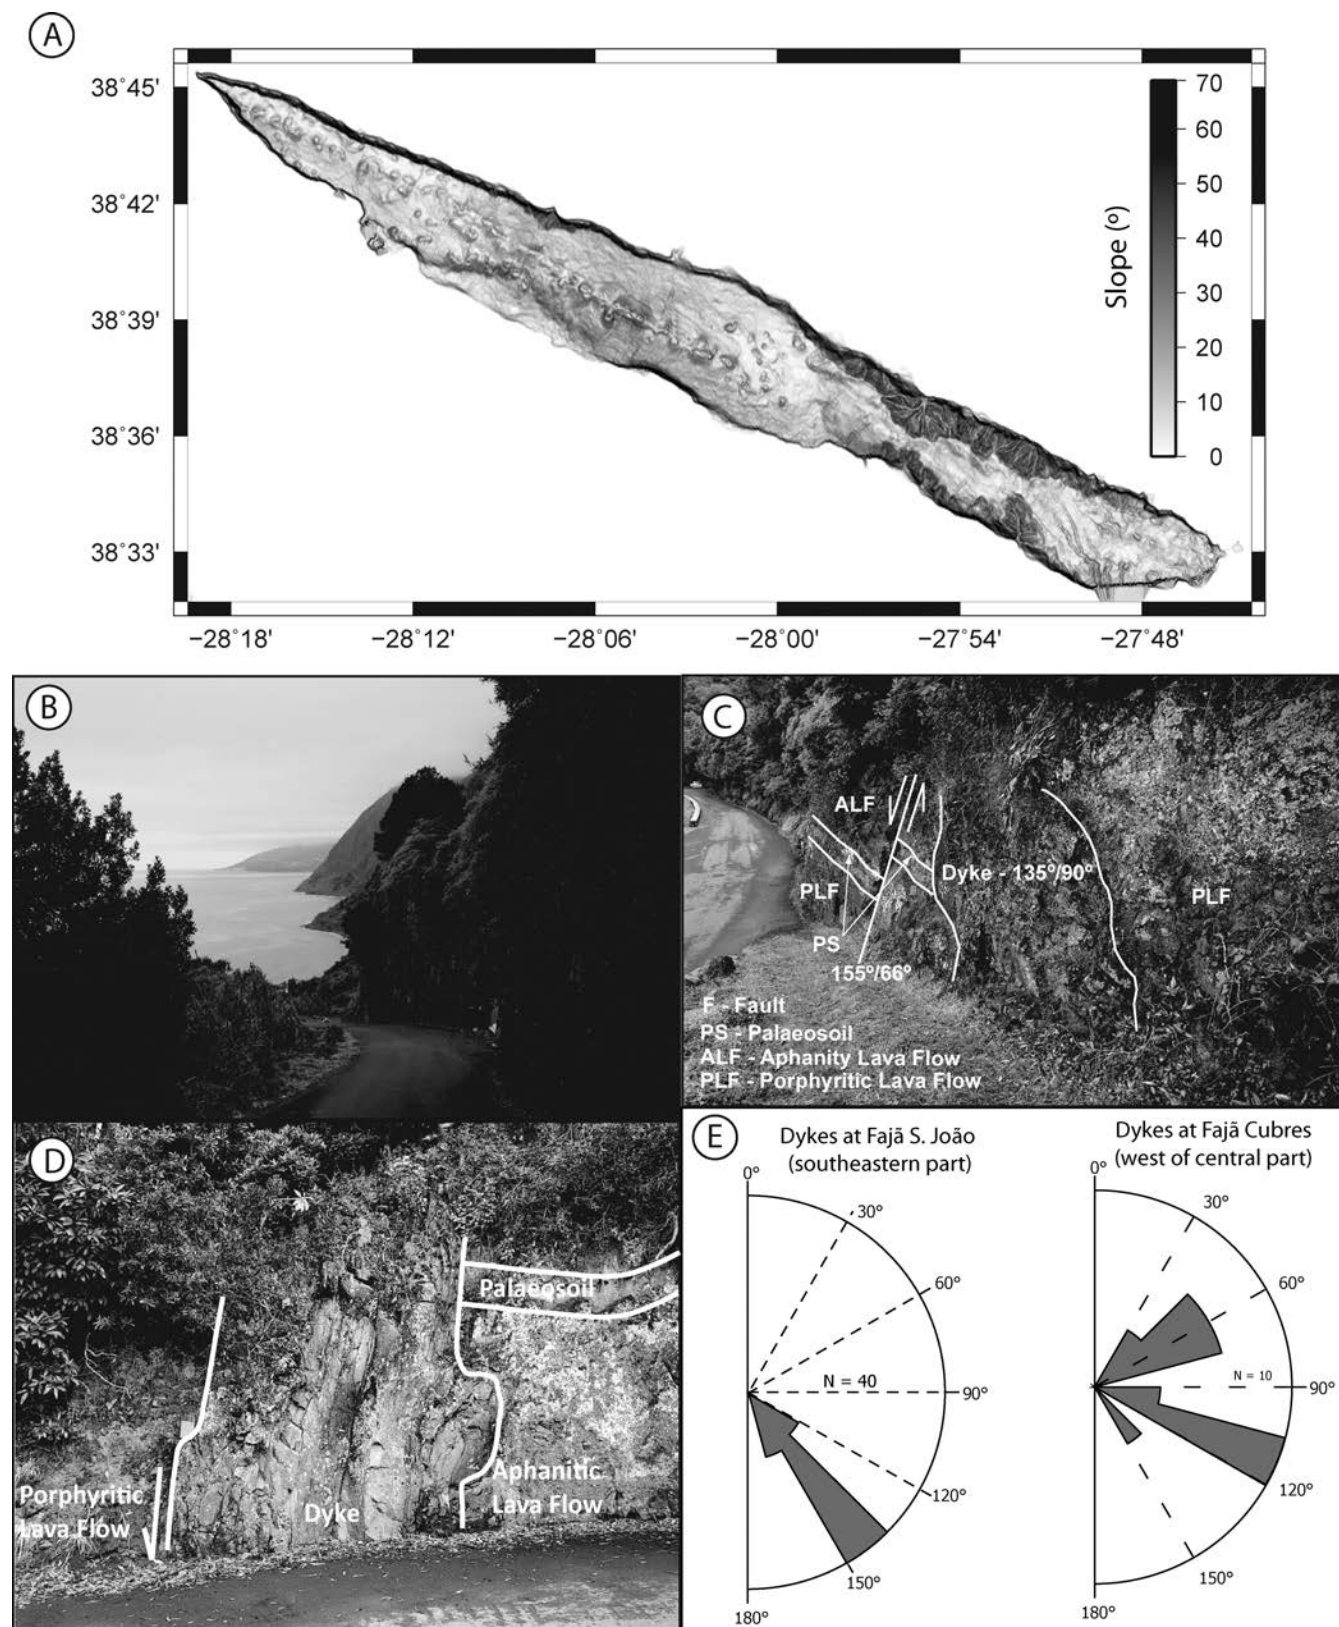 A
38°45'
38°42'
38°39'
38°36'
38°33'
−28°18'
−28°12'
−28°06'
−28°00'
−27°54'
−27°48'
Slope (º)
70
60
50
40
30
20
10
0
B
C
ALF
PLF
PS
155º/66º
Dyke - 135º/90º
PLF
F - Fault
PS - Palaeosoil
ALF - Aphanity Lava Flow
PLF - Porphyritic Lava Flow
D
Palaeosoil
Porphyritic
Lava Flow
Dyke
Aphanitic
Lava Flow
E
Dykes at Fajã S. João
(southeastern part)
0°
30°
60°
N = 40
90°
120°
150°
180°
Dykes at Fajã Cubres
(west of central part)
0°
30°
60°
N = 10
90°
120°
150°
180°